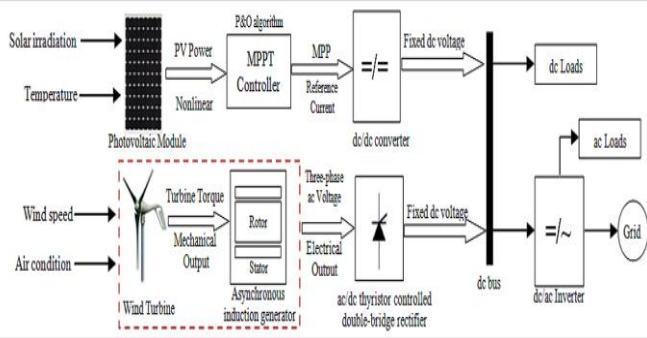 P&O algorithm
Solar irradiation
Temperature
Photovoltaic Module
PV Power
Nonlinear
MPPT
Controller
MPP
Reference
Current
=/=
dc/dc converter
Fixed dc voltage
dc Loads
ac Loads
Wind speed
Air condition
Wind Turbine
Turbine Torque
Mechanical
Output
Rotor
Stator
Asynchronous
induction generator
Three-phase
ac Voltage
Electrical
Output
ac/dc thyristor controlled
double-bridge rectifier
Fixed dc voltage
dc bus
=/~
dc/ac Inverter
Grid